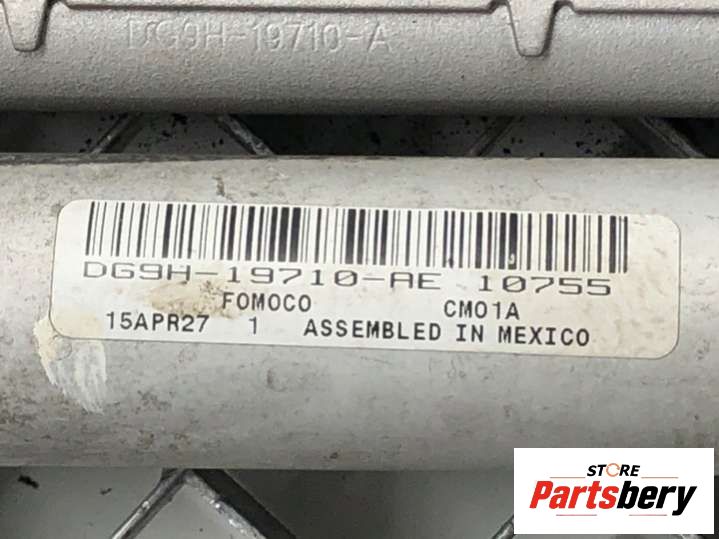 DG9H-19710-A
DG9H-19710-AE 10755
FOMOCO CM01A
15APR27 1 ASSEMBLED IN MEXICO
STORE
Partsbery